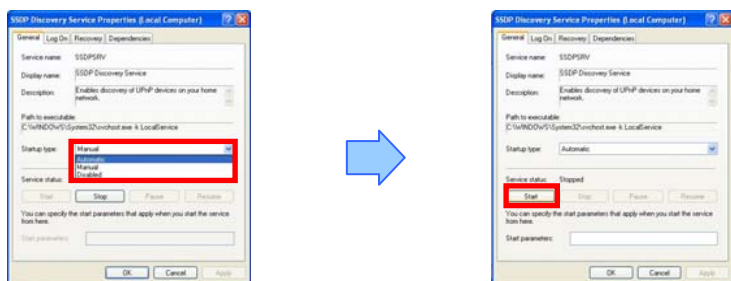 SSDP Discovery Service Properties (Local Computer)
General Log On Recovery Dependencies
Service name: SSDPSRV
Display name: SSDP Discovery Service
Description: Enables discovery of UPnP devices on your home
network.
Path to executable:
C:\WINDOWS\System32\svchost.exe -k LocalService
Startup type: Manual
Automatic
Manual
Disabled
Service status:
Start Stop Pause Resume
You can specify the start parameters that apply when you start the service
from here.
Start parameters:
OK Cancel Apply
SSDP Discovery Service Properties (Local Computer)
General Log On Recovery Dependencies
Service name: SSDPSRV
Display name: SSDP Discovery Service
Description: Enables discovery of UPnP devices on your home
network.
Path to executable:
C:\WINDOWS\System32\svchost.exe -k LocalService
Startup type: Automatic
Service status: Stopped
Start Stop Pause Resume
You can specify the start parameters that apply when you start the service
from here.
Start parameters:
OK Cancel Apply